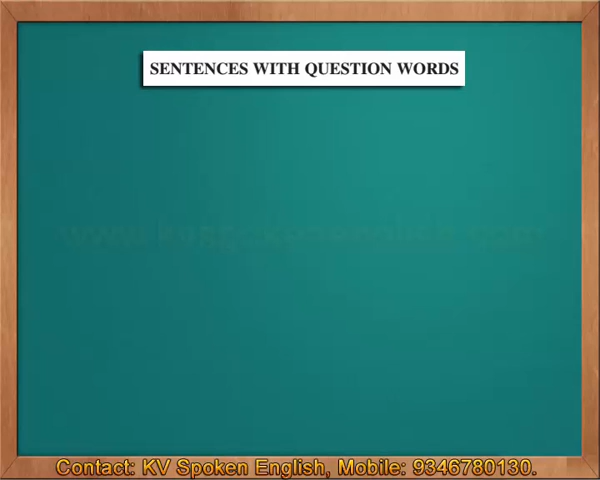 SENTENCES WITH QUESTION WORDS
Contact: KV Spoken English, Mobile: 9346780130.